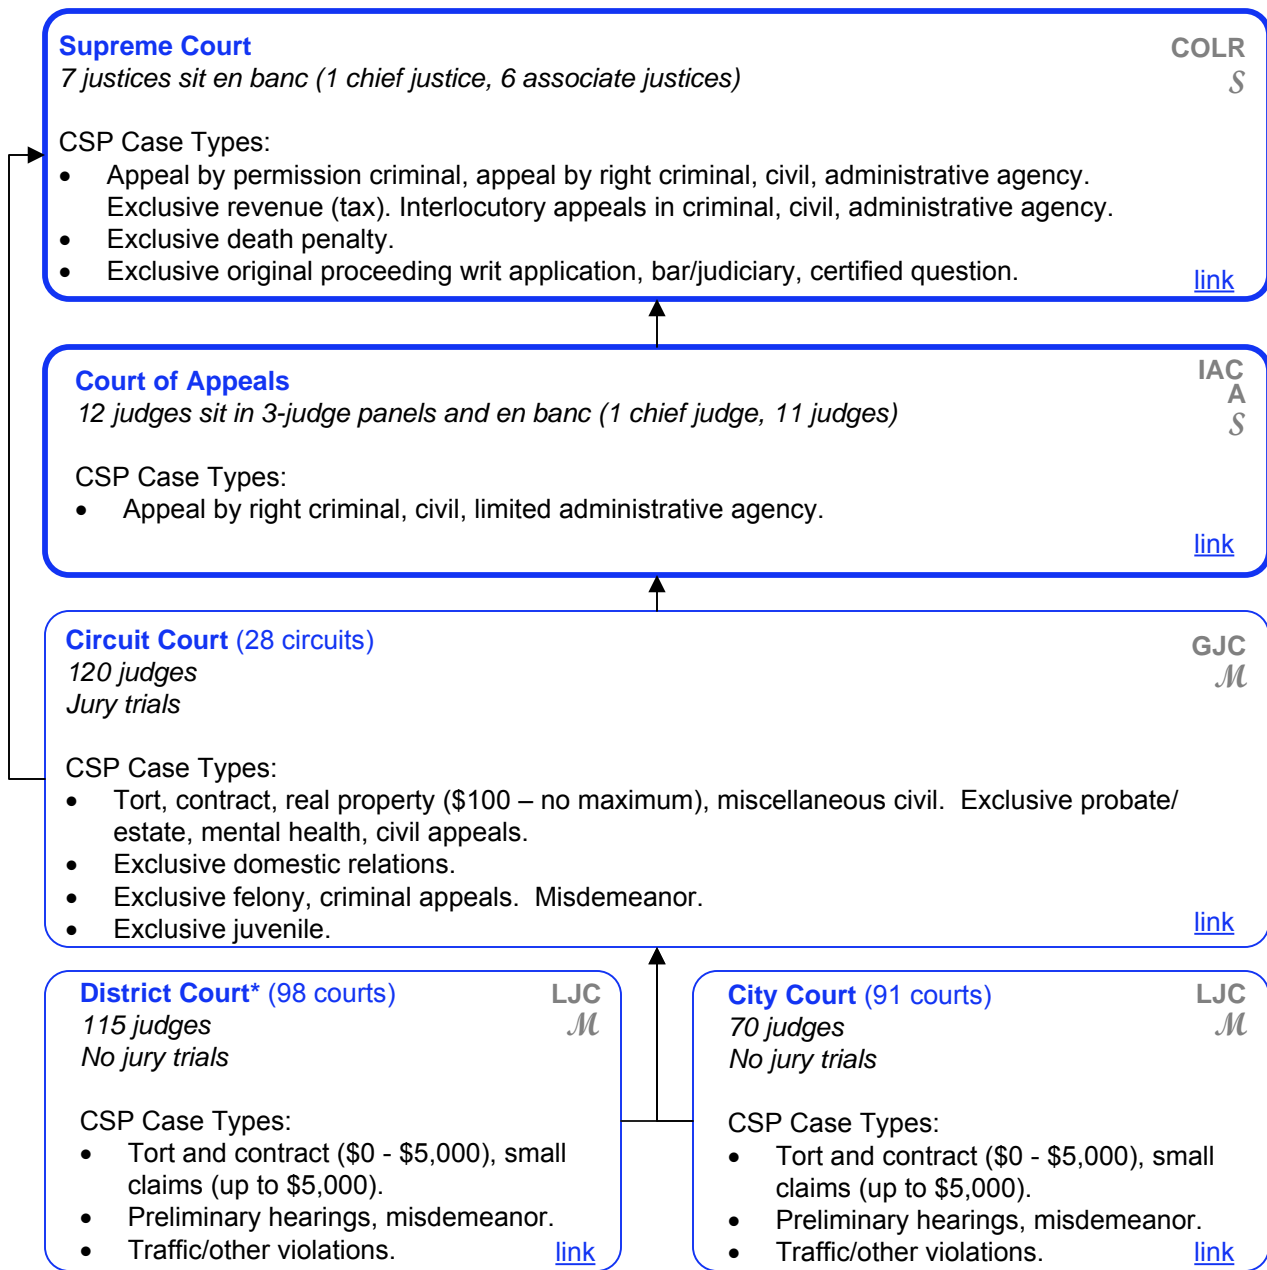 Supreme Court
COLR
7 justices sit en banc (1 chief justice, 6 associate justices)
S
CSP Case Types:
• Appeal by permission criminal, appeal by right criminal, civil, administrative agency.
Exclusive revenue (tax). Interlocutory appeals in criminal, civil, administrative agency.
• Exclusive death penalty.
• Exclusive original proceeding writ application, bar/judiciary, certified question.
link
Court of Appeals
IAC
A
12 judges sit in 3-judge panels and en banc (1 chief judge, 11 judges)
S
CSP Case Types:
• Appeal by right criminal, civil, limited administrative agency.
link
Circuit Court (28 circuits)
GJC
120 judges
M
Jury trials
CSP Case Types:
• Tort, contract, real property ($100 – no maximum), miscellaneous civil.  Exclusive probate/
estate, mental health, civil appeals.
• Exclusive domestic relations.
• Exclusive felony, criminal appeals.  Misdemeanor.
• Exclusive juvenile.
link
District Court* (98 courts)
LJC
115 judges
M
No jury trials
CSP Case Types:
• Tort and contract ($0 - $5,000), small
claims (up to $5,000).
• Preliminary hearings, misdemeanor.
• Traffic/other violations.
link
City Court (91 courts)
LJC
70 judges
M
No jury trials
CSP Case Types:
• Tort and contract ($0 - $5,000), small
claims (up to $5,000).
• Preliminary hearings, misdemeanor.
• Traffic/other violations.
link